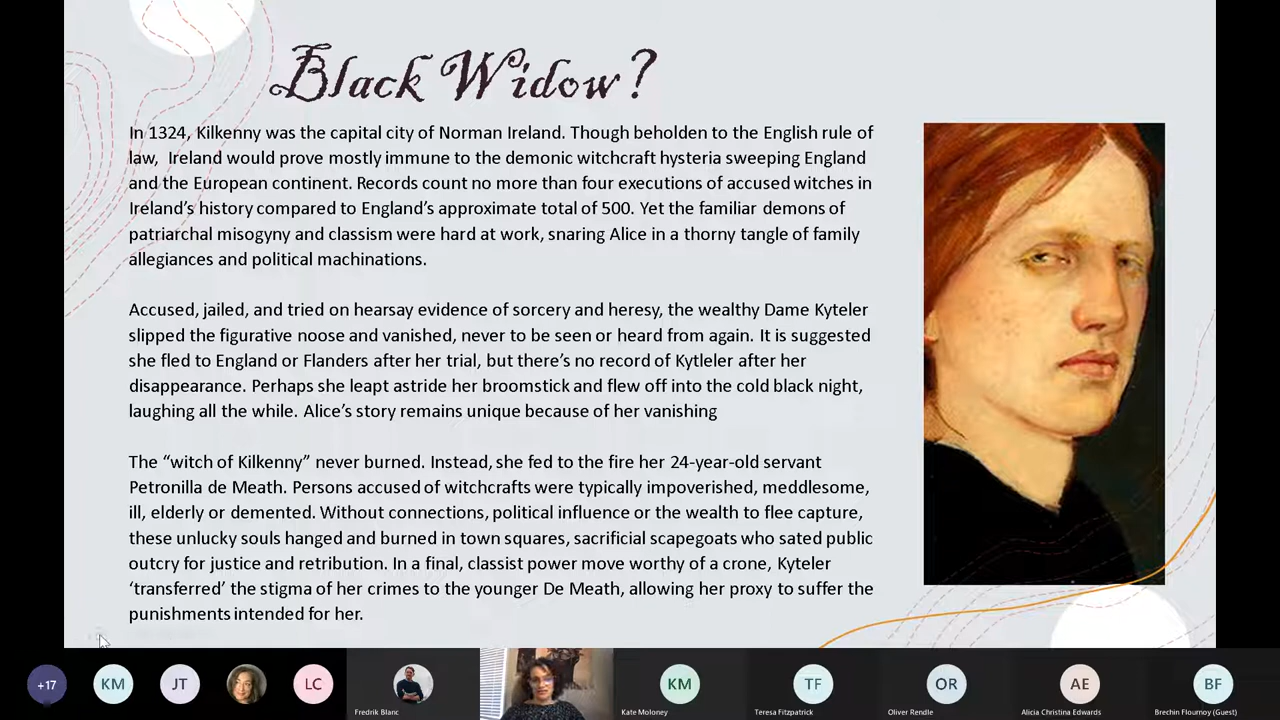 Black Widow?
In 1324, Kilkenny was the capital city of Norman Ireland. Though beholden to the English rule of
law,  Ireland would prove mostly immune to the demonic witchcraft hysteria sweeping England
and the European continent. Records count no more than four executions of accused witches in
Ireland’s history compared to England’s approximate total of 500. Yet the familiar demons of
patriarchal misogyny and classism were hard at work, snaring Alice in a thorny tangle of family
allegiances and political machinations.
Accused, jailed, and tried on hearsay evidence of sorcery and heresy, the wealthy Dame Kyteler
slipped the figurative noose and vanished, never to be seen or heard from again. It is suggested
she fled to England or Flanders after her trial, but there’s no record of Kytleler after her
disappearance. Perhaps she leapt astride her broomstick and flew off into the cold black night,
laughing all the while. Alice’s story remains unique because of her vanishing
The “witch of Kilkenny” never burned. Instead, she fed to the fire her 24-year-old servant
Petronilla de Meath. Persons accused of witchcrafts were typically impoverished, meddlesome,
ill, elderly or demented. Without connections, political influence or the wealth to flee capture,
these unlucky souls hanged and burned in town squares, sacrificial scapegoats who sated public
outcry for justice and retribution. In a final, classist power move worthy of a crone, Kyteler
‘transferred’ the stigma of her crimes to the younger De Meath, allowing her proxy to suffer the
punishments intended for her.
+17 KM JT LC KM TF OR AE BF
Fredrik Blanc Kate Moloney Teresa Fitzpatrick Oliver Rendle Alicia Christina Edwards Brechin Flournoy (Guest)